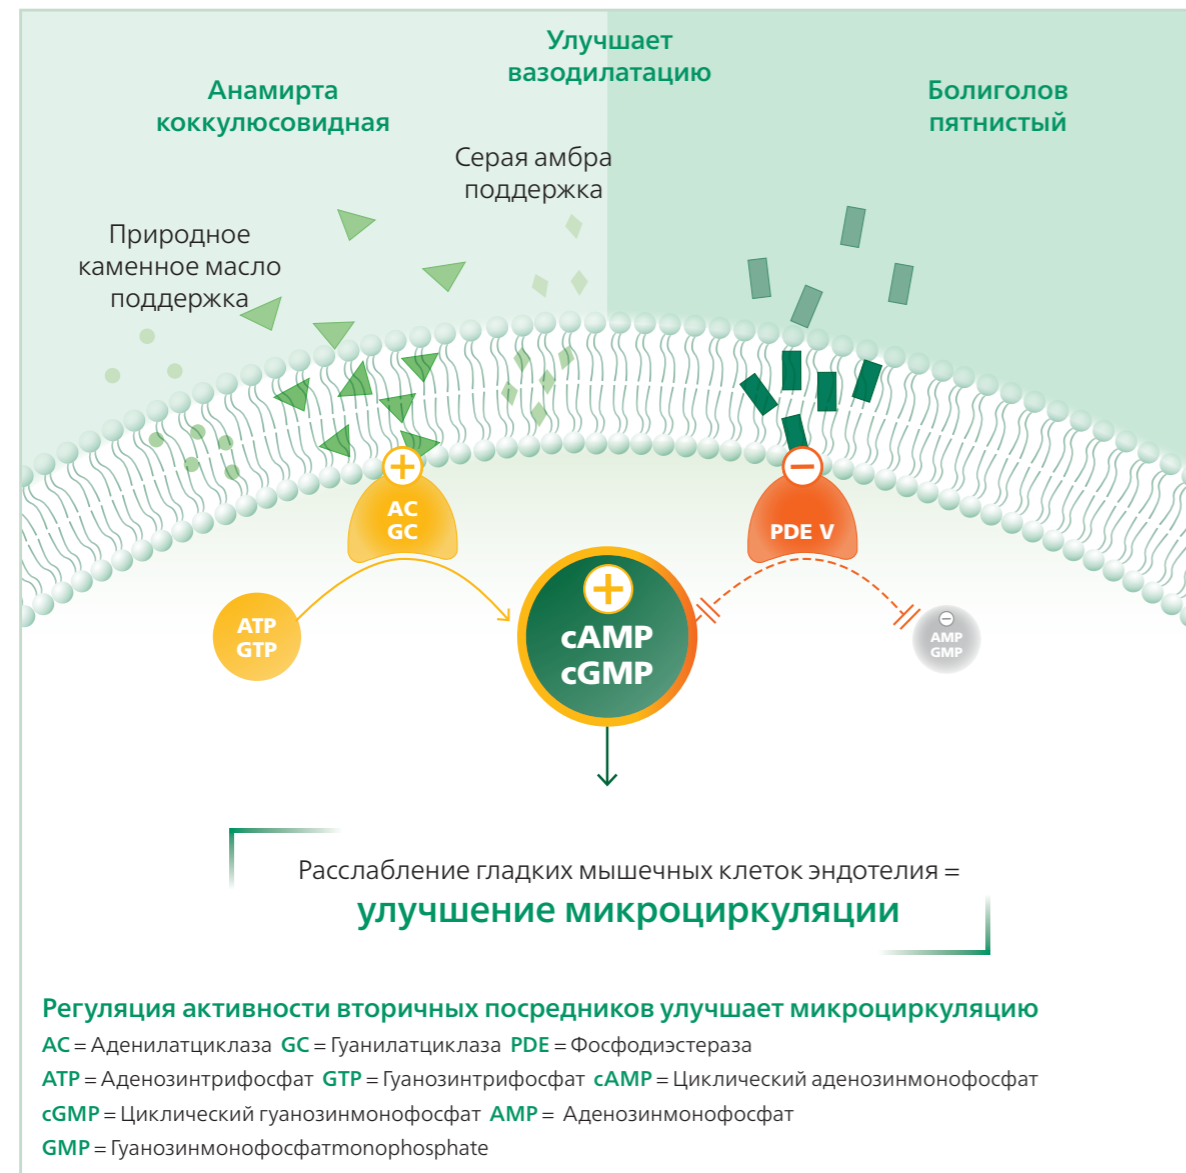 Улучшает
вазодилатацию
Анамирта
коккулюсовидная
Болиголов
пятнистый
Серая амбра
поддержка
Природное
каменное масло
поддержка
+
AC
GC
−
PDE V
ATP
GTP
+
cAMP
cGMP
−
AMP
GMP
Расслабление гладких мышечных клеток эндотелия =
улучшение микроциркуляции
Регуляция активности вторичных посредников улучшает микроциркуляцию
AC = Аденилатциклаза GC = Гуанилатциклаза PDE = Фосфодиэстераза
ATP = Аденозинтрифосфат GTP = Гуанозинтрифосфат cAMP = Циклический аденозинмонофосфат
cGMP = Циклический гуанозинмонофосфат AMP = Аденозинмонофосфат
GMP = Гуанозинмонофосфатmonophosphate